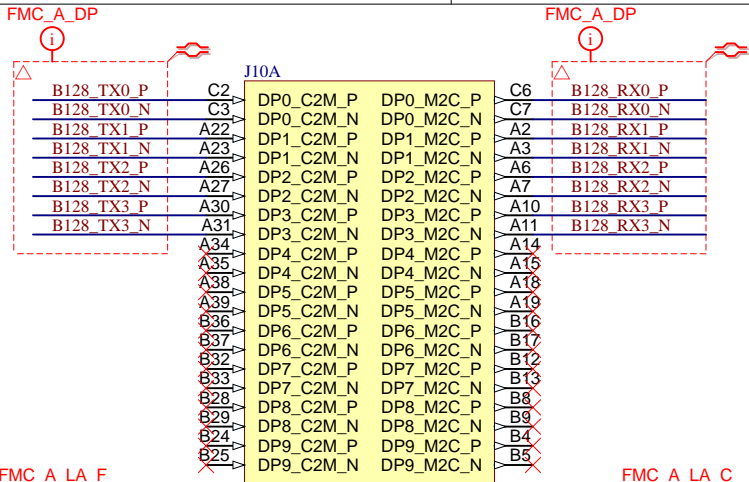 FMC_A_DP FMC_A_DP
i i
J10A
B128_TX0_P C2 DP0_C2M_P DP0_M2C_P C6 B128_RX0_P
B128_TX0_N C3 DP0_C2M_N DP0_M2C_N C7 B128_RX0_N
B128_TX1_P A22 DP1_C2M_P DP1_M2C_P A2 B128_RX1_P
B128_TX1_N A23 DP1_C2M_N DP1_M2C_N A3 B128_RX1_N
B128_TX2_P A26 DP2_C2M_P DP2_M2C_P A6 B128_RX2_P
B128_TX2_N A27 DP2_C2M_N DP2_M2C_N A7 B128_RX2_N
B128_TX3_P A30 DP3_C2M_P DP3_M2C_P A10 B128_RX3_P
B128_TX3_N A31 DP3_C2M_N DP3_M2C_N A11 B128_RX3_N
A34 DP4_C2M_P DP4_M2C_P A14
A35 DP4_C2M_N DP4_M2C_N A15
A38 DP5_C2M_P DP5_M2C_P A18
A39 DP5_C2M_N DP5_M2C_N A19
B36 DP6_C2M_P DP6_M2C_P B16
B37 DP6_C2M_N DP6_M2C_N B17
B32 DP7_C2M_P DP7_M2C_P B12
B33 DP7_C2M_N DP7_M2C_N B13
B28 DP8_C2M_P DP8_M2C_P B8
B29 DP8_C2M_N DP8_M2C_N B9
B24 DP9_C2M_P DP9_M2C_P B4
B25 DP9_C2M_N DP9_M2C_N B5
FMC_A_LA_F FMC_A_LA_C